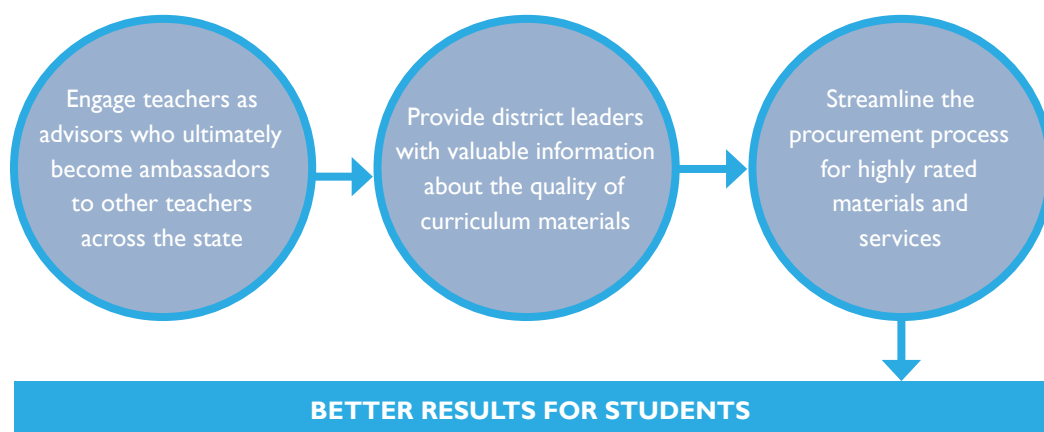 Engage teachers as
advisors who ultimately
become ambassadors
to other teachers
across the state
Provide district leaders
with valuable information
about the quality of
curriculum materials
Streamline the
procurement process
for highly rated
materials and
services
BETTER RESULTS FOR STUDENTS